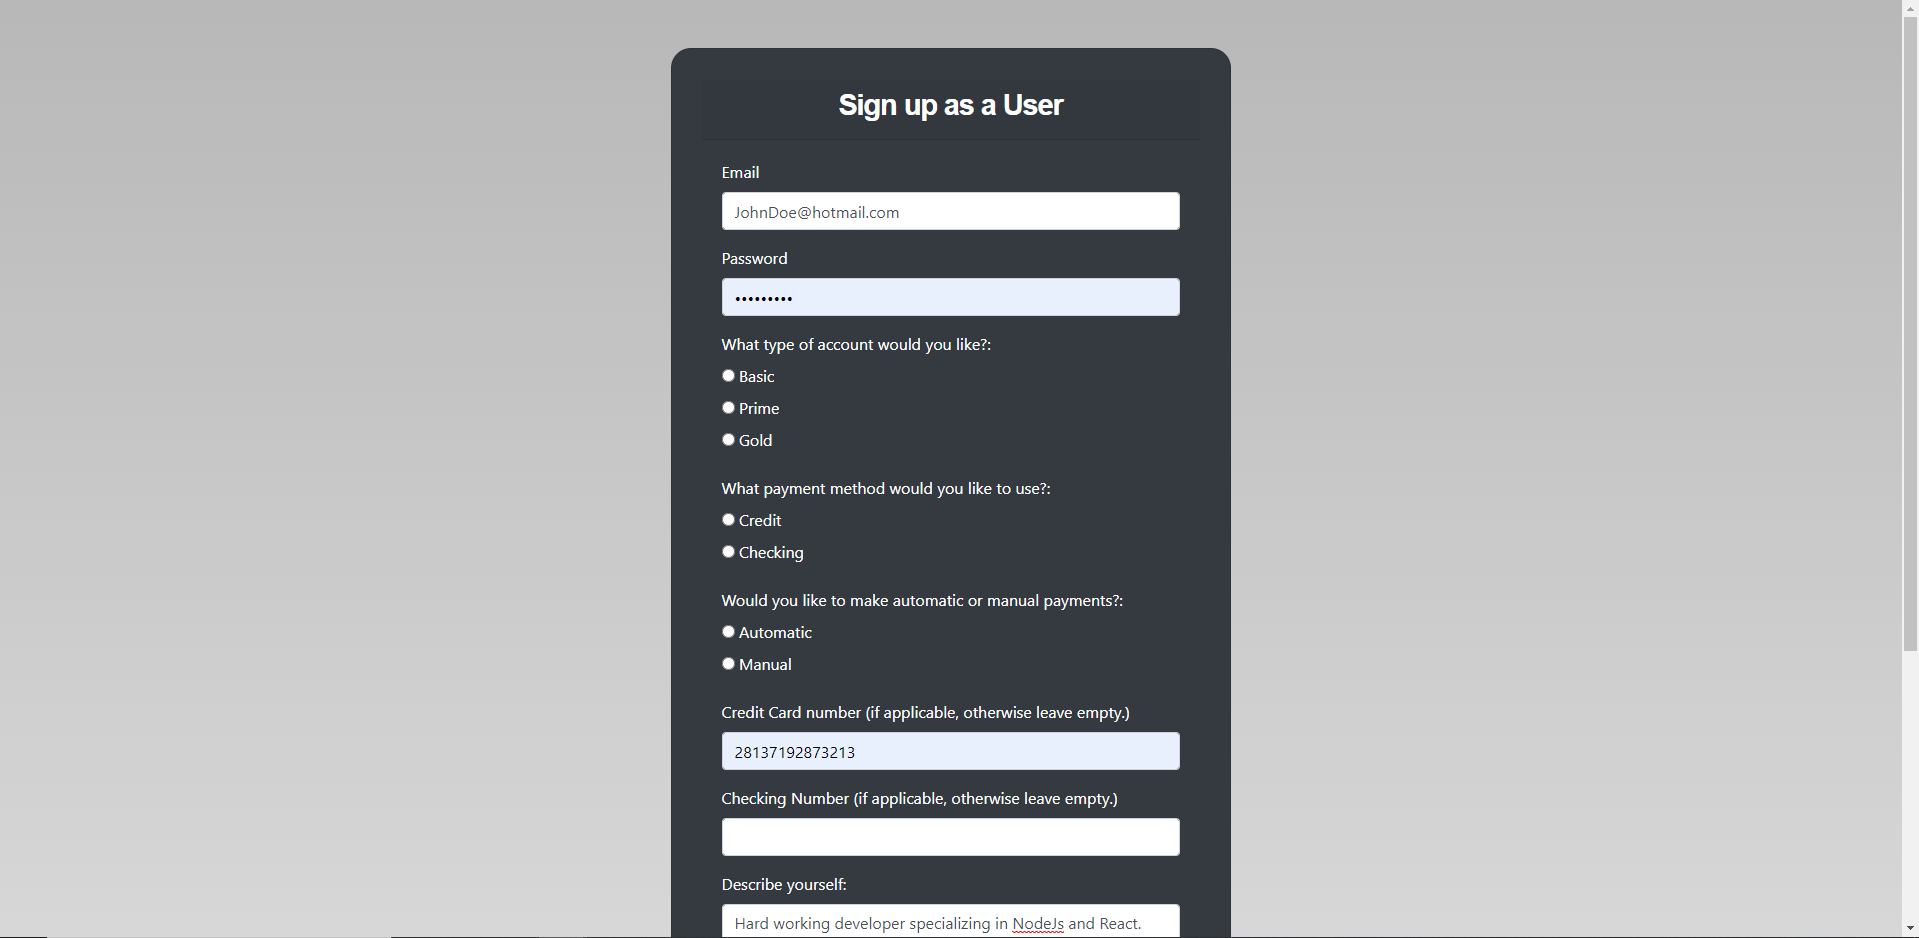 Sign up as a User
Email
JohnDoe@hotmail.com
Password
•••••••••
What type of account would you like?:
Basic
Prime
Gold
What payment method would you like to use?:
Credit
Checking
Would you like to make automatic or manual payments?:
Automatic
Manual
Credit Card number (if applicable, otherwise leave empty.)
28137192873213
Checking Number (if applicable, otherwise leave empty.)
Describe yourself:
Hard working developer specializing in NodeJs and React.